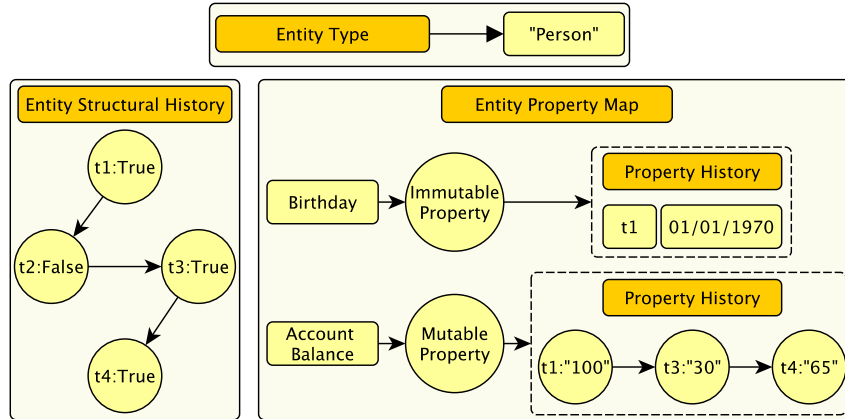 Entity Type
"Person"
Entity Structural History
t1:True
t2:False
t3:True
t4:True
Entity Property Map
Birthday
Immutable
Property
Property History
t1
01/01/1970
Account
Balance
Mutable
Property
Property History
t1:"100"
t3:"30"
t4:"65"